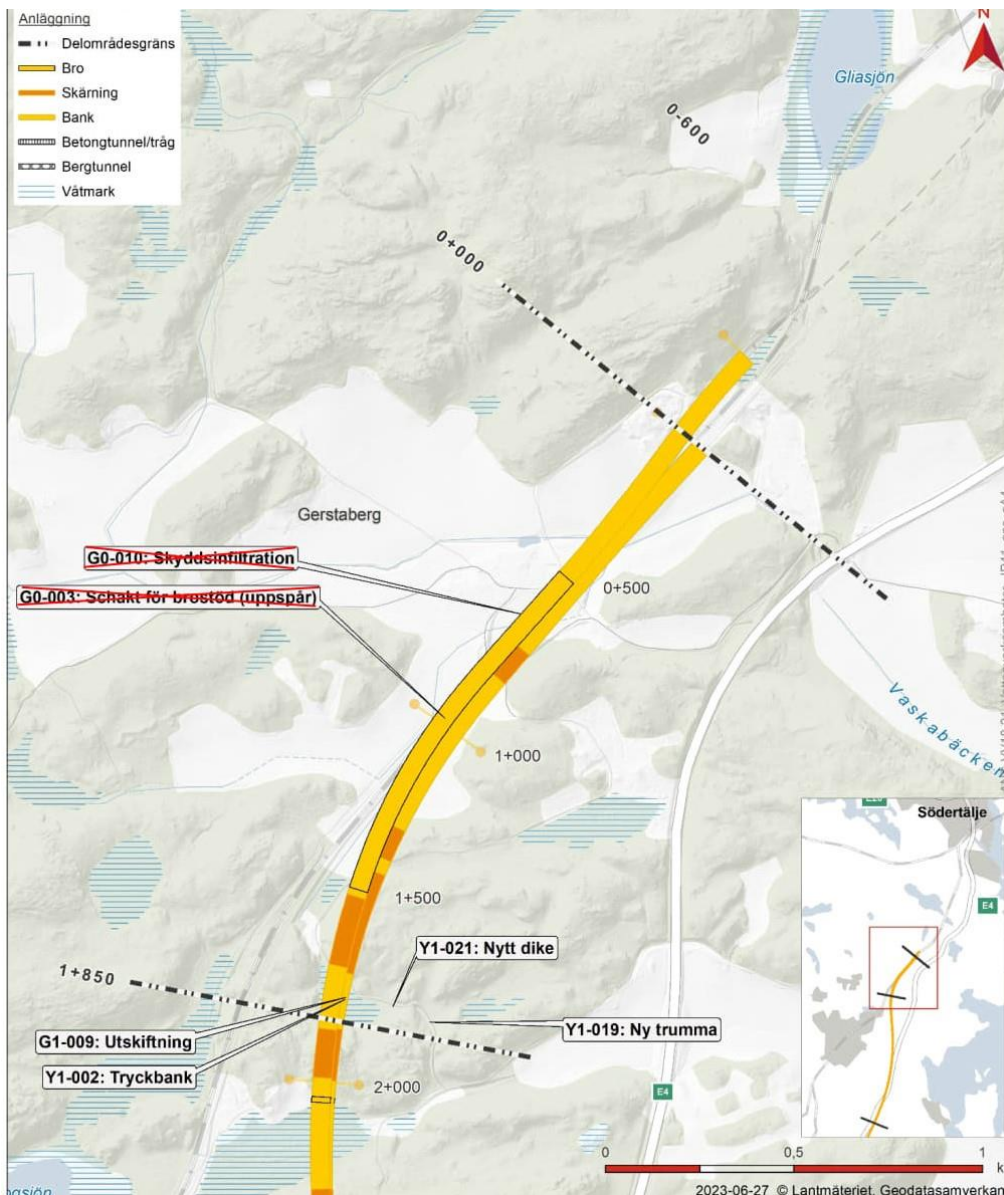 Anläggning
Delområdesgräns
Bro
Skärning
Bank
Betongtunnel/tråg
Bergtunnel
Våtmark
N
Gliasjön
0-600
0+000
Gerstaberg
G0-010: Skyddsinfiltration
G0-003: Schakt för brostöd (uppspår)
0+500
Vaskabäcken
1+000
1+500
Södertälje
E20
E4
Y1-021: Nytt dike
1+850
Y1-019: Ny trumma
G1-009: Utskiftning
Y1-002: Tryckbank
2+000
E4
0
0,5
1
k
2023-06-27 © Lantmäteriet, Geodatasamverkan